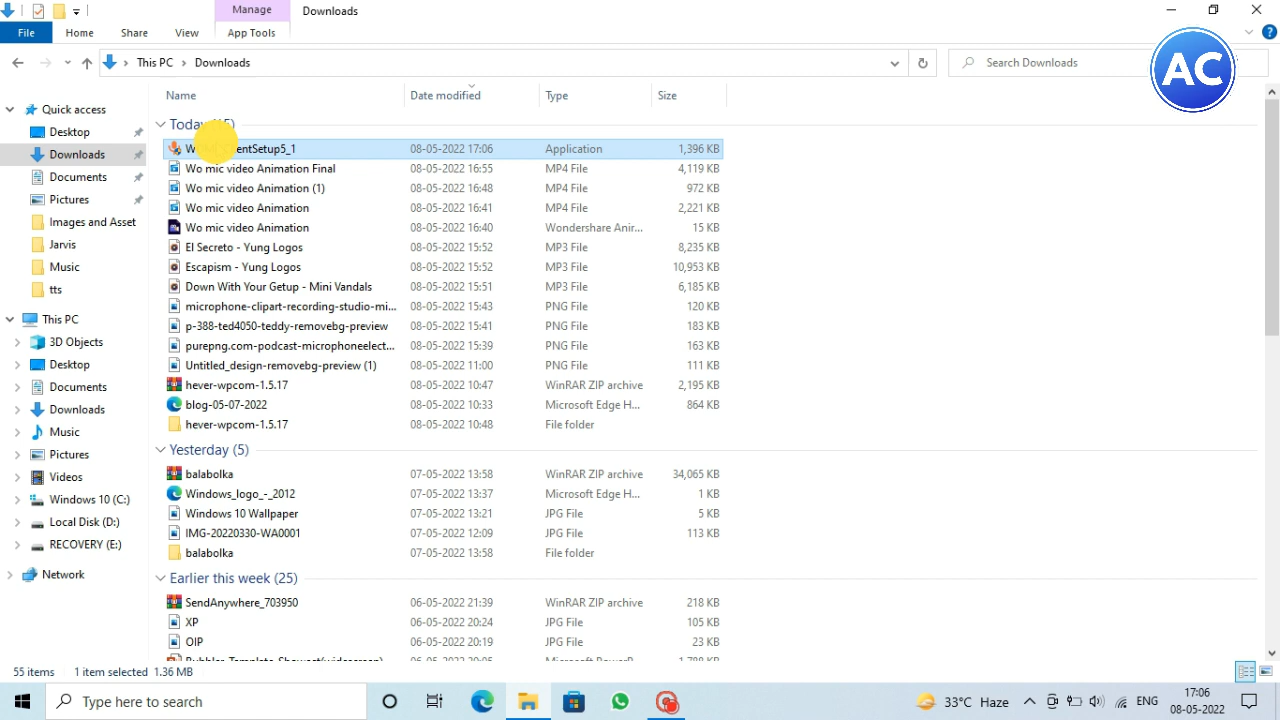 Manage
Downloads
File
Home
Share
View
App Tools
This PC
Downloads
Search Downloads
AC
Name
Date modified
Type
Size
Quick access
Desktop
Downloads
Documents
Pictures
Images and Asset
Jarvis
Music
tts
This PC
3D Objects
Desktop
Documents
Downloads
Music
Pictures
Videos
Windows 10 (C:)
Local Disk (D:)
RECOVERY (E:)
Network
Today
08-05-2022 17:06 Application 1,396 KB
Wo mic video Animation Final 08-05-2022 16:55 MP4 File 4,119 KB
Wo mic video Animation (1) 08-05-2022 16:48 MP4 File 972 KB
Wo mic video Animation 08-05-2022 16:41 MP4 File 2,221 KB
Wo mic video Animation 08-05-2022 16:40 Wondershare Anir... 15 KB
El Secreto - Yung Logos 08-05-2022 15:52 MP3 File 8,235 KB
Escapism - Yung Logos 08-05-2022 15:52 MP3 File 10,953 KB
Down With Your Getup - Mini Vandals 08-05-2022 15:51 MP3 File 6,185 KB
microphone-clipart-recording-studio-mi... 08-05-2022 15:43 PNG File 120 KB
p-388-ted4050-teddy-removebg-preview 08-05-2022 15:41 PNG File 183 KB
purepng.com-podcast-microphoneelect... 08-05-2022 15:39 PNG File 163 KB
Untitled_design-removebg-preview (1) 08-05-2022 11:00 PNG File 111 KB
hever-wpcom-1.5.17 08-05-2022 10:47 WinRAR ZIP archive 2,195 KB
blog-05-07-2022 08-05-2022 10:33 Microsoft Edge H... 864 KB
hever-wpcom-1.5.17 08-05-2022 10:48 File folder
Yesterday (5)
balabolka 07-05-2022 13:58 WinRAR ZIP archive 34,065 KB
Windows_logo_-_2012 07-05-2022 13:37 Microsoft Edge H... 1 KB
Windows 10 Wallpaper 07-05-2022 13:21 JPG File 5 KB
IMG-20220330-WA0001 07-05-2022 12:09 JPG File 113 KB
balabolka 07-05-2022 13:58 File folder
Earlier this week (25)
SendAnywhere_703950 06-05-2022 21:39 WinRAR ZIP archive 218 KB
XP 06-05-2022 20:24 JPG File 105 KB
OIP 06-05-2022 20:19 JPG File 23 KB
55 items
1 item selected 1.36 MB
Type here to search
33°C Haze
ENG
17:06
08-05-2022